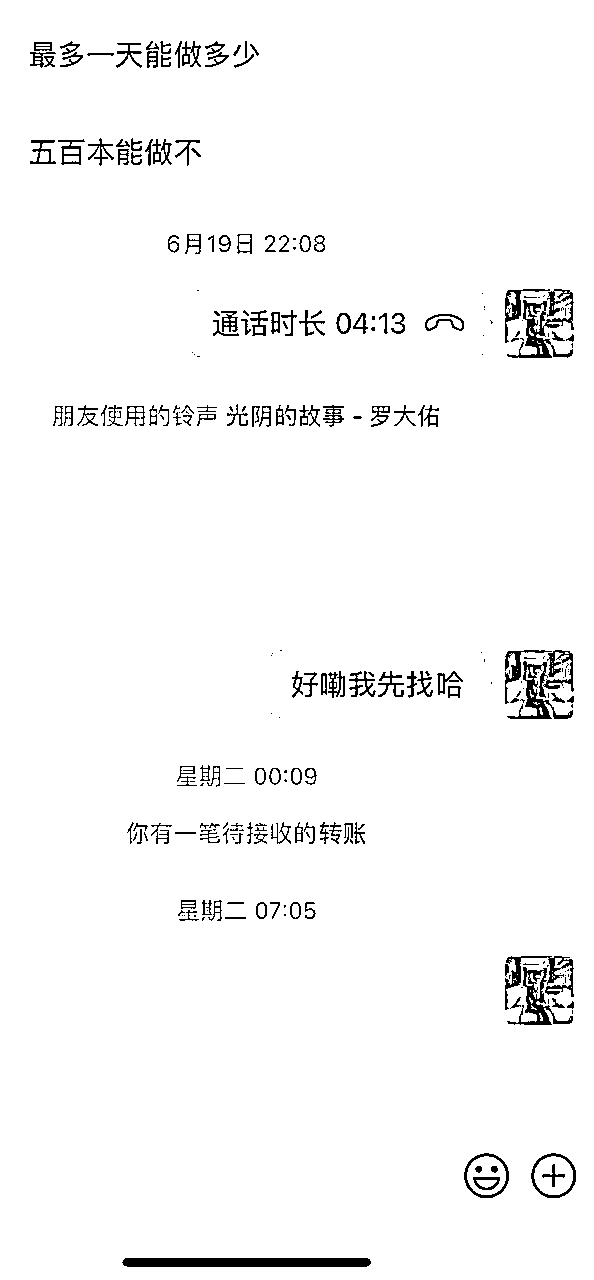 最多一天能做多少
五百本能做不
6月19日 22:08
通话时长 04:13
朋友使用的铃声 光阴的故事 - 罗大佑
好嘞我先找哈
星期二 00:09
你有一笔待接收的转账
星期二 07:05